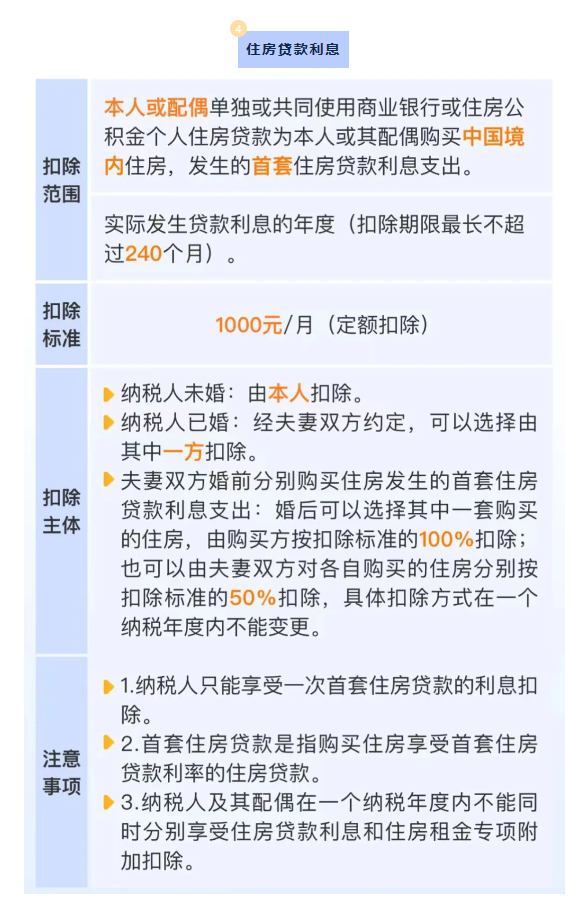 4
住房贷款利息
扣除
范围
本人或配偶单独或共同使用商业银行或住房公
积金个人住房贷款为本人或其配偶购买中国境
内住房，发生的首套住房贷款利息支出。
实际发生贷款利息的年度（扣除期限最长不超
过240个月）。
扣除
标准
1000元/月（定额扣除）
扣除
主体
纳税人未婚：由本人扣除。
纳税人已婚：经夫妻双方约定，可以选择由
其中一方扣除。
夫妻双方婚前分别购买住房发生的首套住房
贷款利息支出：婚后可以选择其中一套购买
的住房，由购买方按扣除标准的100%扣除；
也可以由夫妻双方对各自购买的住房分别按
扣除标准的50%扣除，具体扣除方式在一个
纳税年度内不能变更。
注意
事项
1.纳税人只能享受一次首套住房贷款的利息扣
除。
2.首套住房贷款是指购买住房享受首套住房
贷款利率的住房贷款。
3.纳税人及其配偶在一个纳税年度内不能同
时分别享受住房贷款利息和住房租金专项附
加扣除。